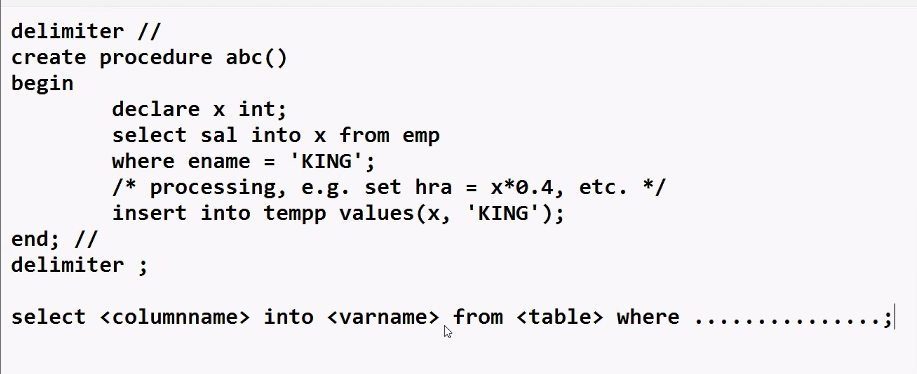 delimiter //
create procedure abc()
begin
        declare x int;
        select sal into x from emp
        where ename = 'KING';
        /* processing, e.g. set hra = x*0.4, etc. */
        insert into tempp values(x, 'KING');
end; //
delimiter ;

select <columnname> into <varname> from <table> where ...............;